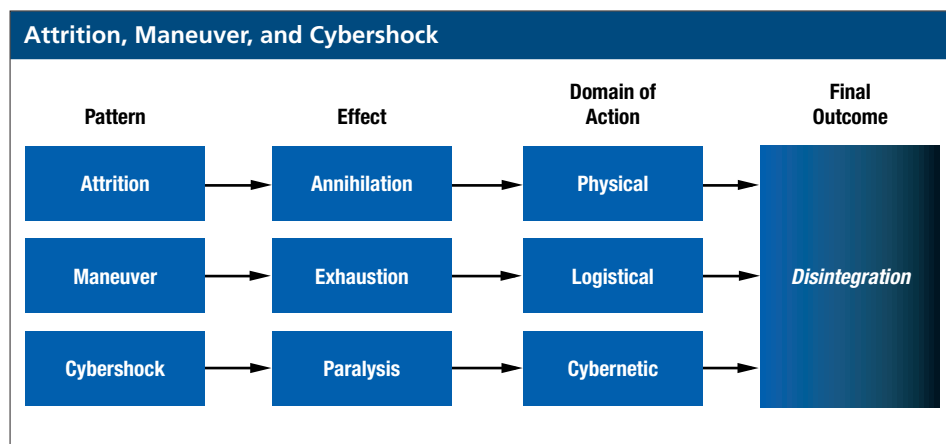 Attrition, Maneuver, and Cybershock
Pattern
Effect
Domain of
Action
Final
Outcome
Attrition
Annihilation
Physical
Maneuver
Exhaustion
Logistical
Disintegration
Cybershock
Paralysis
Cybernetic